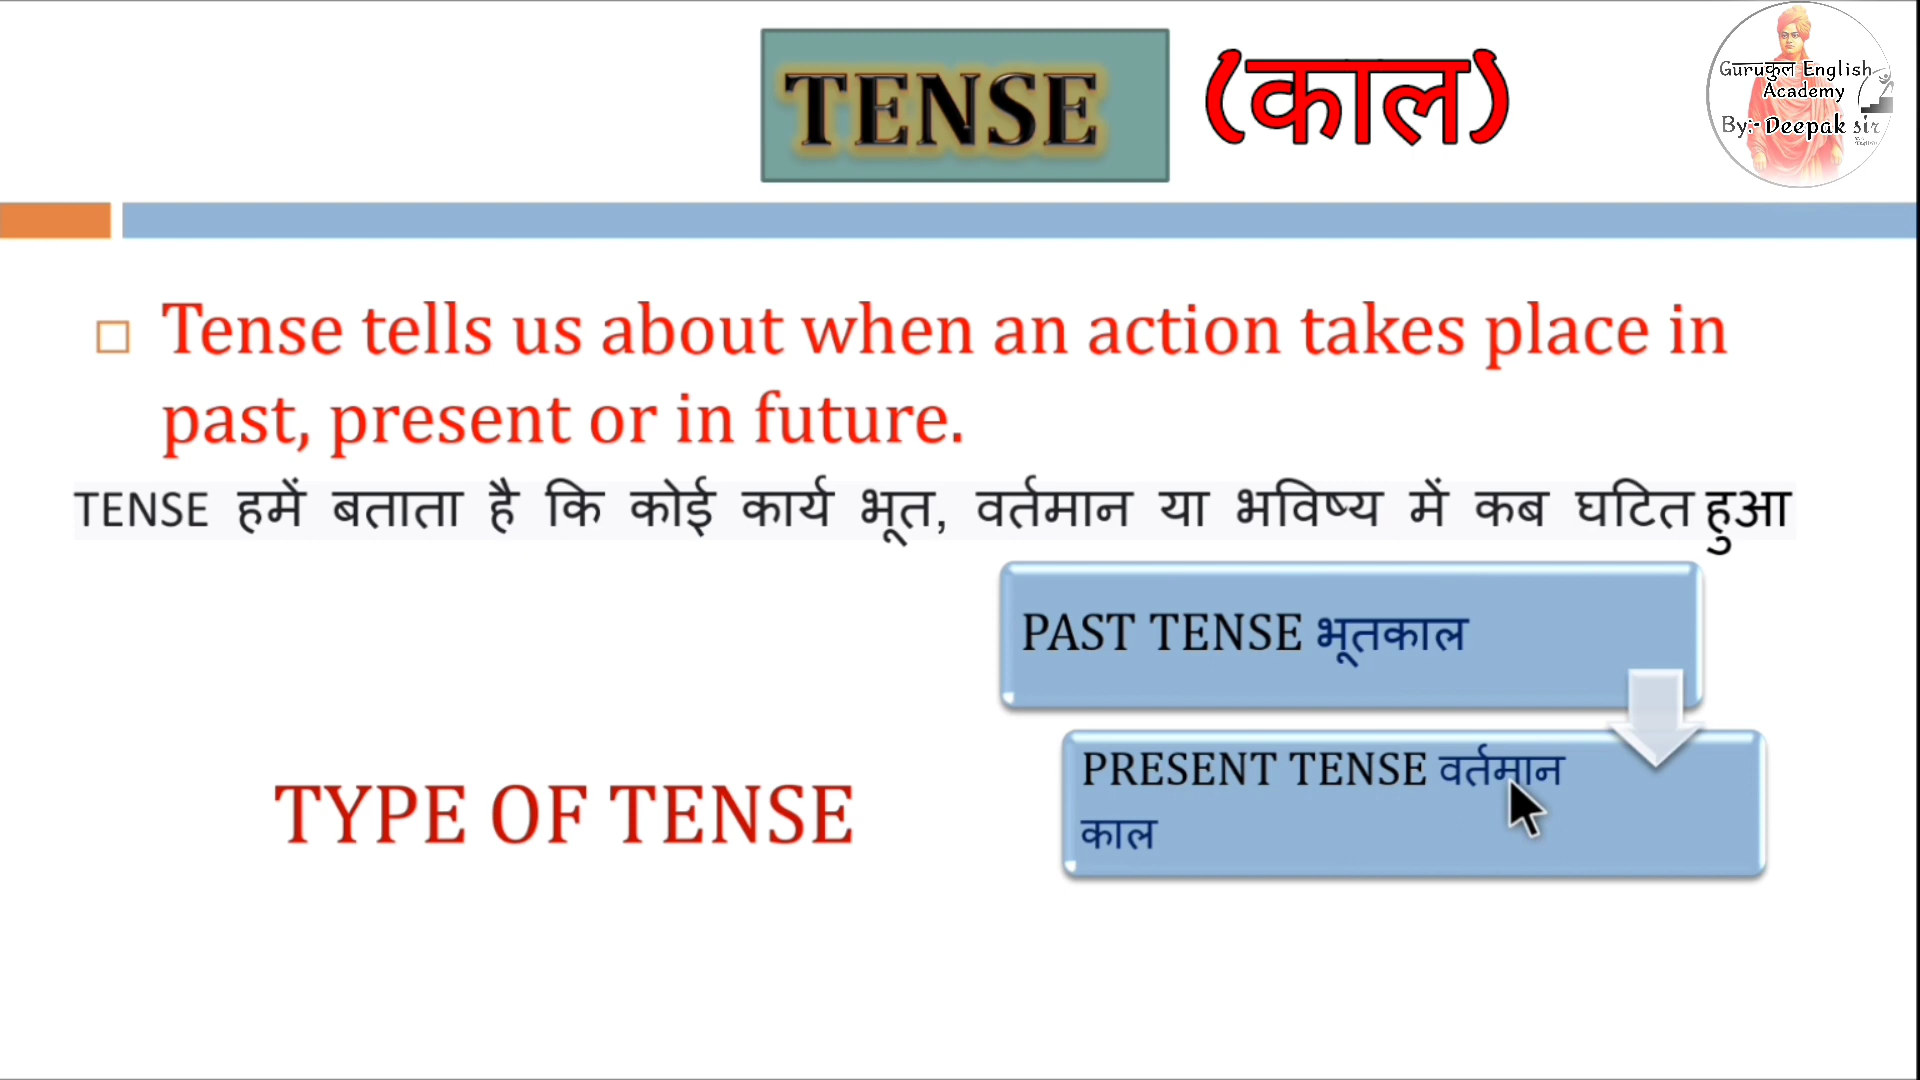 TENSE (काल)
Guruकुल English
Academy
By:- Deepak sir
Tense tells us about when an action takes place in
past, present or in future.
TENSE हमें बताता है कि कोई कार्य भूत, वर्तमान या भविष्य में कब घटित हुआ
PAST TENSE भूतकाल
PRESENT TENSE वर्तमान
काल
TYPE OF TENSE